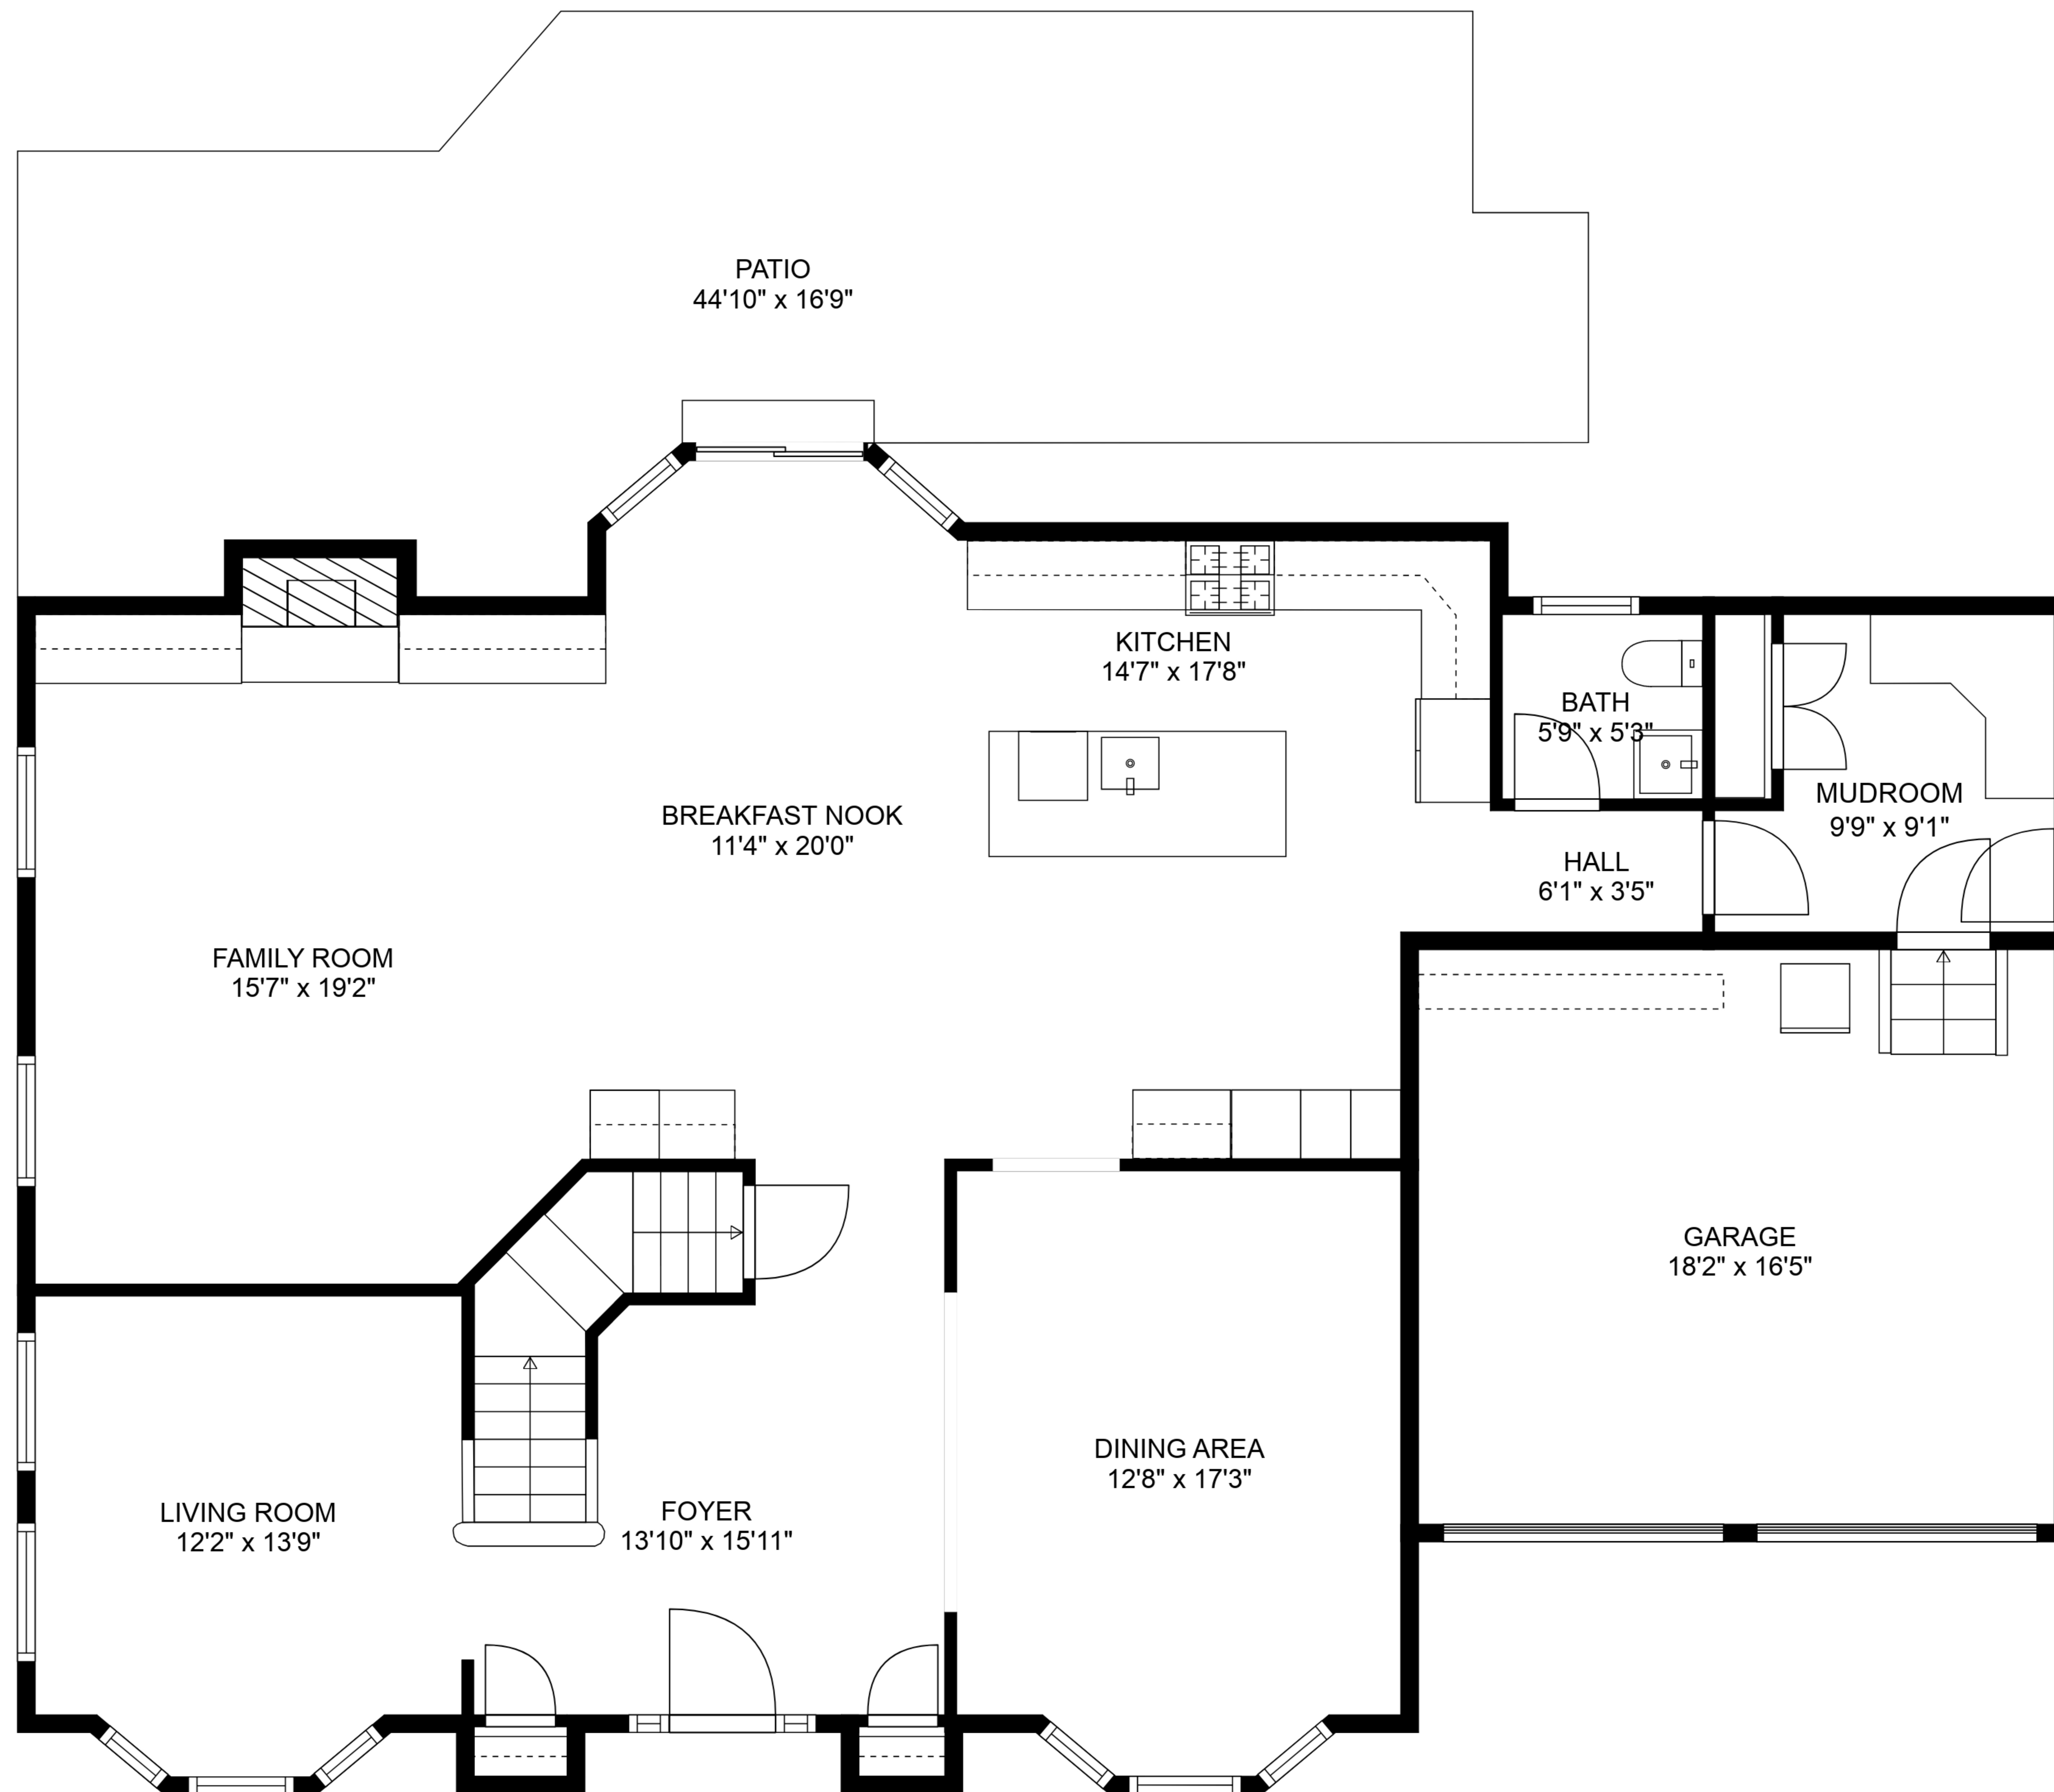 PATIO
44'10" x 16'9"
KITCHEN
14'7" x 17'8"
BATH
5'9" x 5'3"
MUDROOM
9'9" x 9'1"
BREAKFAST NOOK
11'4" x 20'0"
HALL
6'1" x 3'5"
FAMILY ROOM
15'7" x 19'2"
GARAGE
18'2" x 16'5"
DINING AREA
12'8" x 17'3"
LIVING ROOM
12'2" x 13'9"
FOYER
13'10" x 15'11"